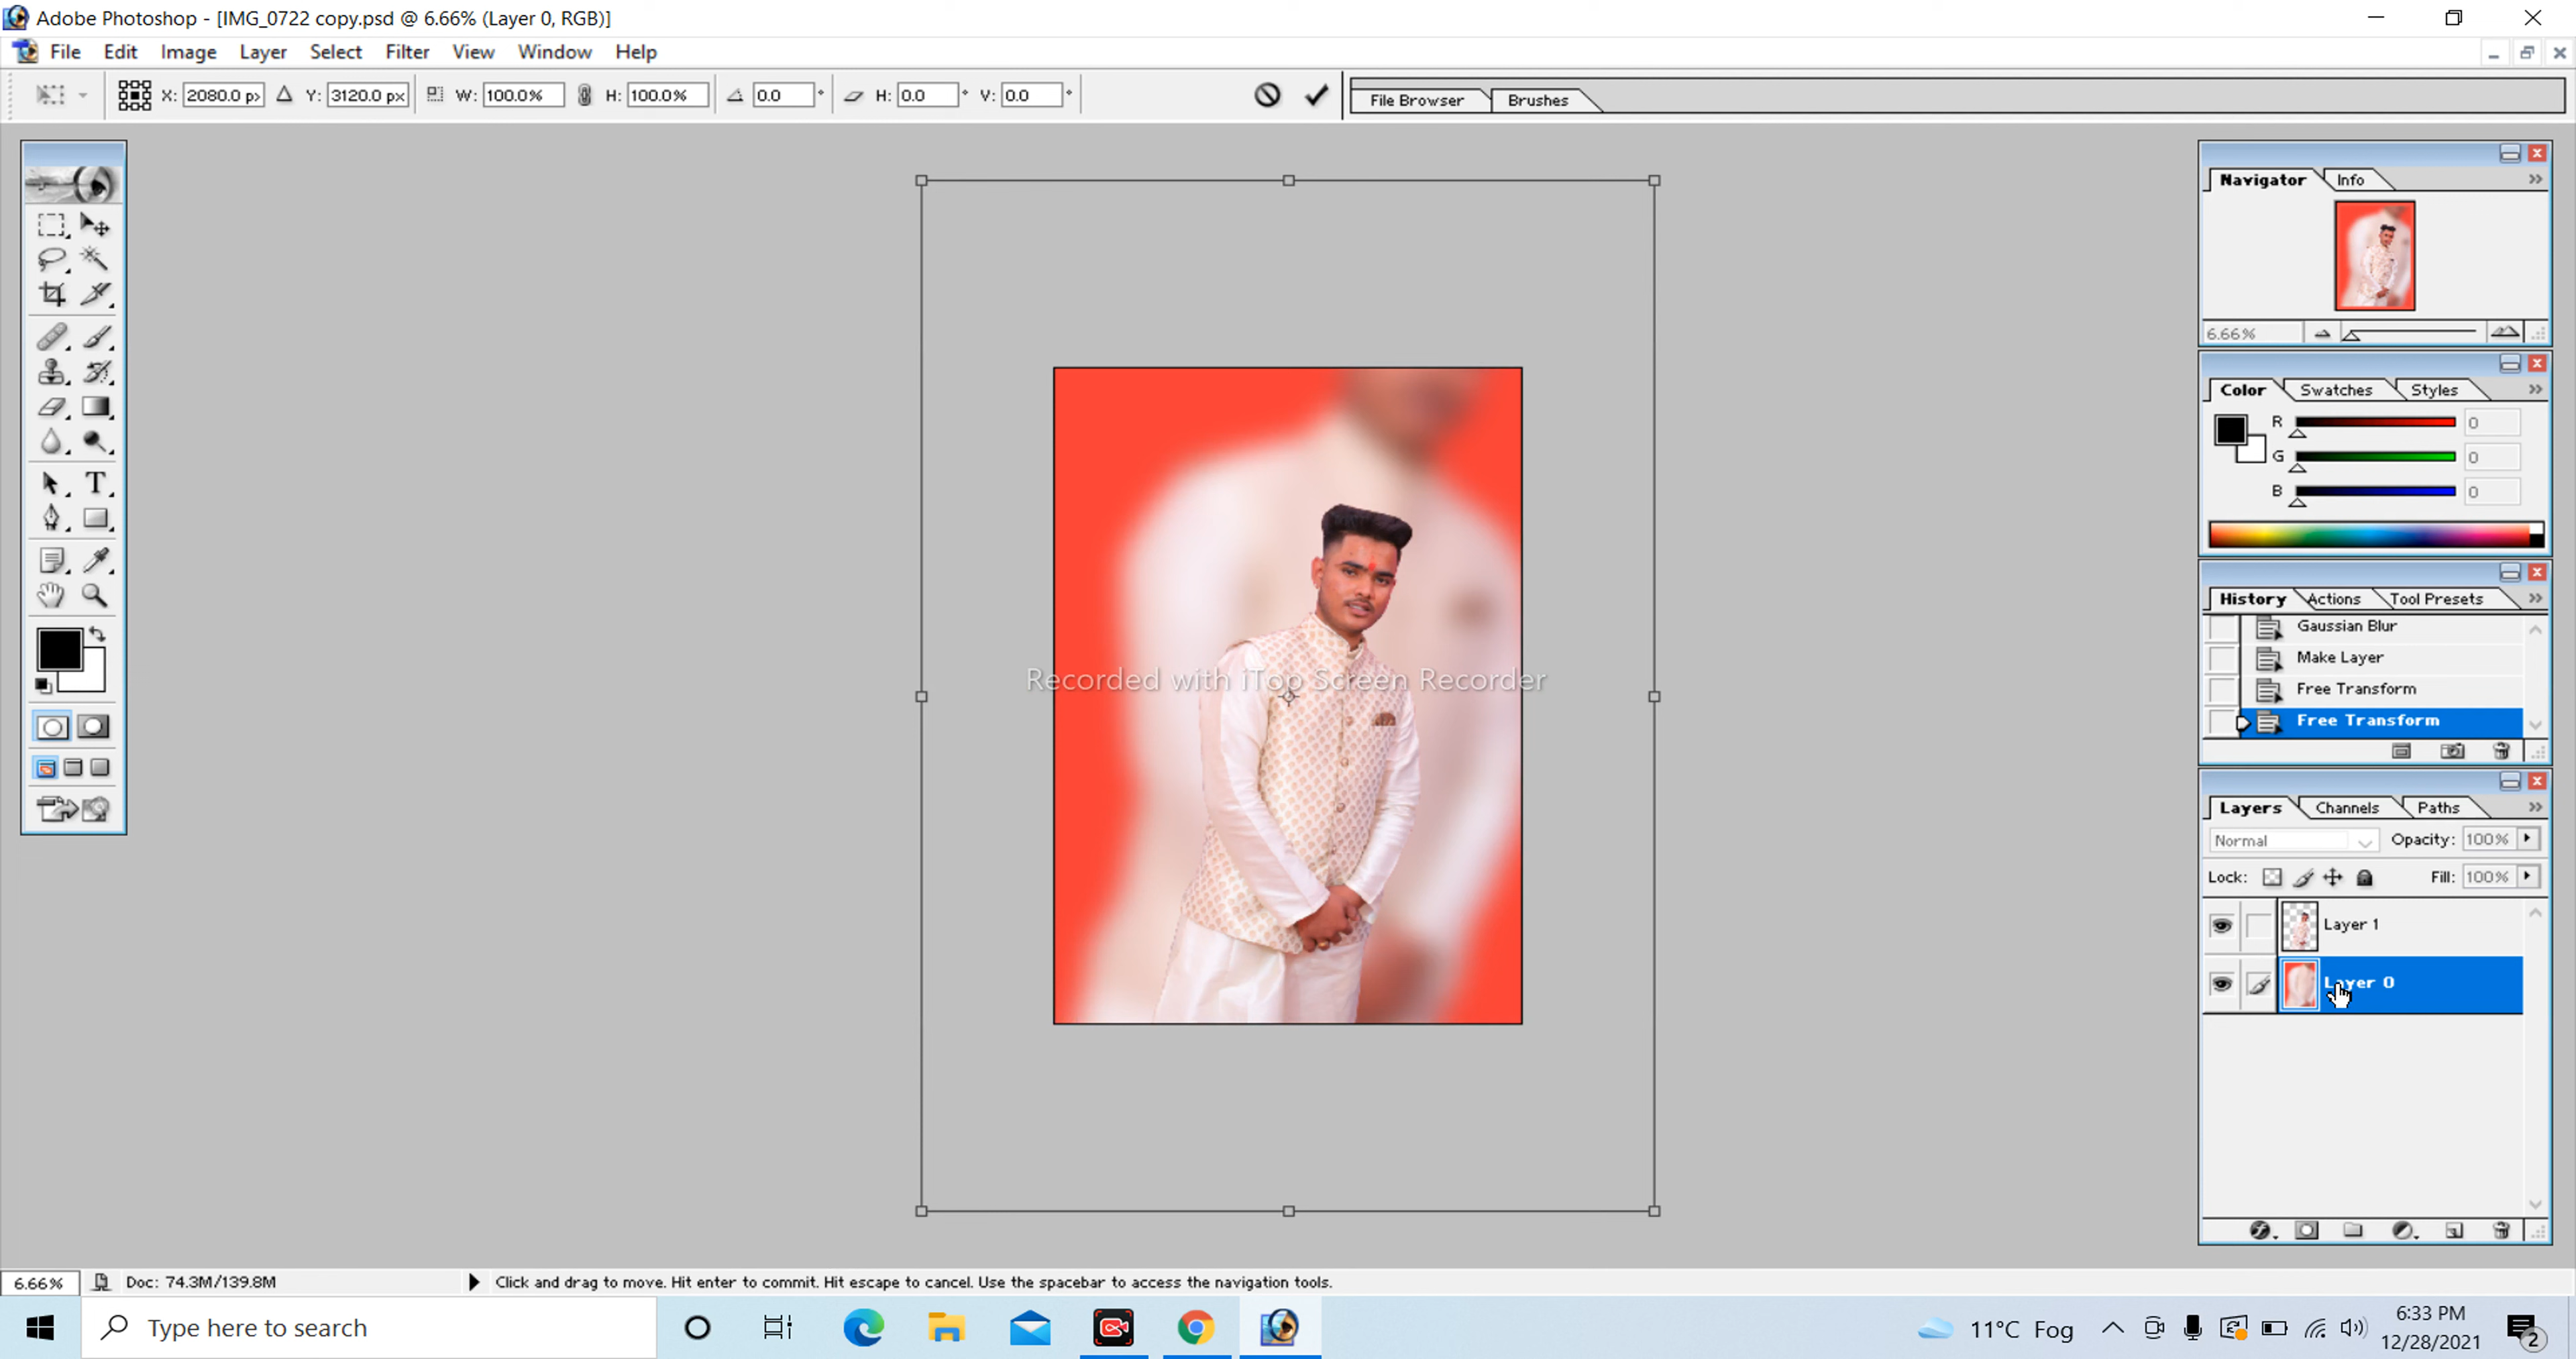 Adobe Photoshop - [IMG_0722 copy.psd @ 6.66% (Layer 0, RGB)]
File Edit Image Layer Select Filter View Window Help
X: 2080.0 p> Y: 3120.0 px W: 100.0% H: 100.0% 0.0 ° H: 0.0 ° V: 0.0 ° File Browser Brushes
Navigator Info
6.66%
Color Swatches Styles
R 0
G 0
B 0
History Actions Tool Presets
Gaussian Blur
Make Layer
Free Transform
Free Transform
Recorded with iTop Screen Recorder
Layers Channels Paths
Normal Opacity: 100%
Lock: Fill: 100%
Layer 1
Layer 0
6.66% Doc: 74.3M/139.8M Click and drag to move. Hit enter to commit. Hit escape to cancel. Use the spacebar to access the navigation tools.
Type here to search
11°C Fog
6:33 PM
12/28/2021
2